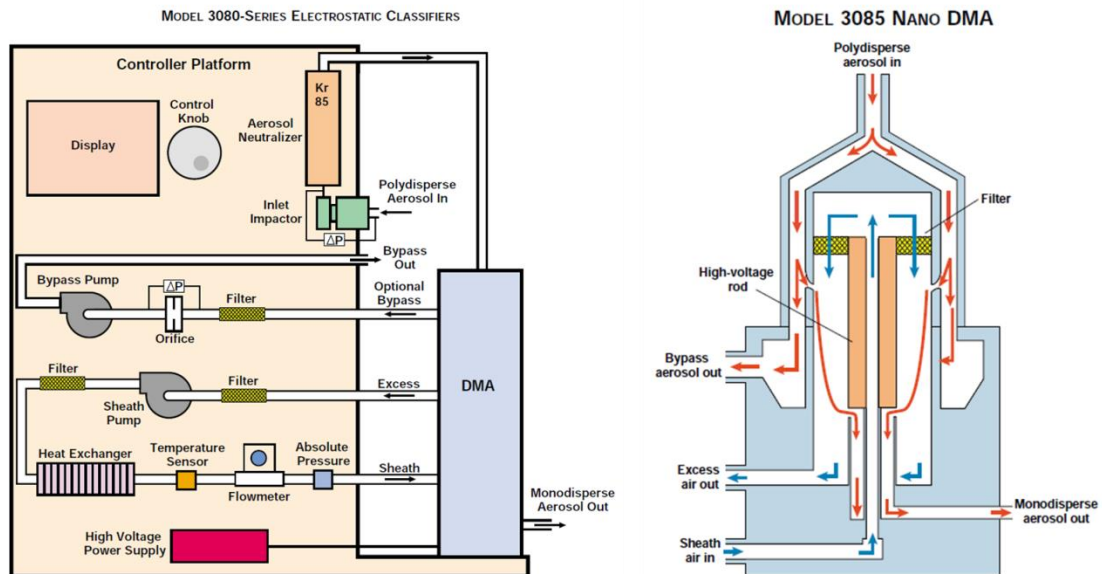 MODEL 3080-SERIES ELECTROSTATIC CLASSIFIERS
Controller Platform
Display
Control
Knob
Kr
85
Aerosol
Neutralizer
Polydisperse
Aerosol In
Inlet
Impactor
ΔP
Bypass
Out
Bypass Pump
ΔP
Filter
Optional
Bypass
Orifice
Filter
Filter
Excess
DMA
Sheath
Pump
Heat Exchanger
Temperature
Sensor
Flowmeter
Absolute
Pressure
Sheath
Monodisperse
Aerosol Out
High Voltage
Power Supply
MODEL 3085 NANO DMA
Polydisperse
aerosol in
Filter
High-voltage
rod
Bypass
aerosol out
Excess
air out
Monodisperse
aerosol out
Sheath
air in